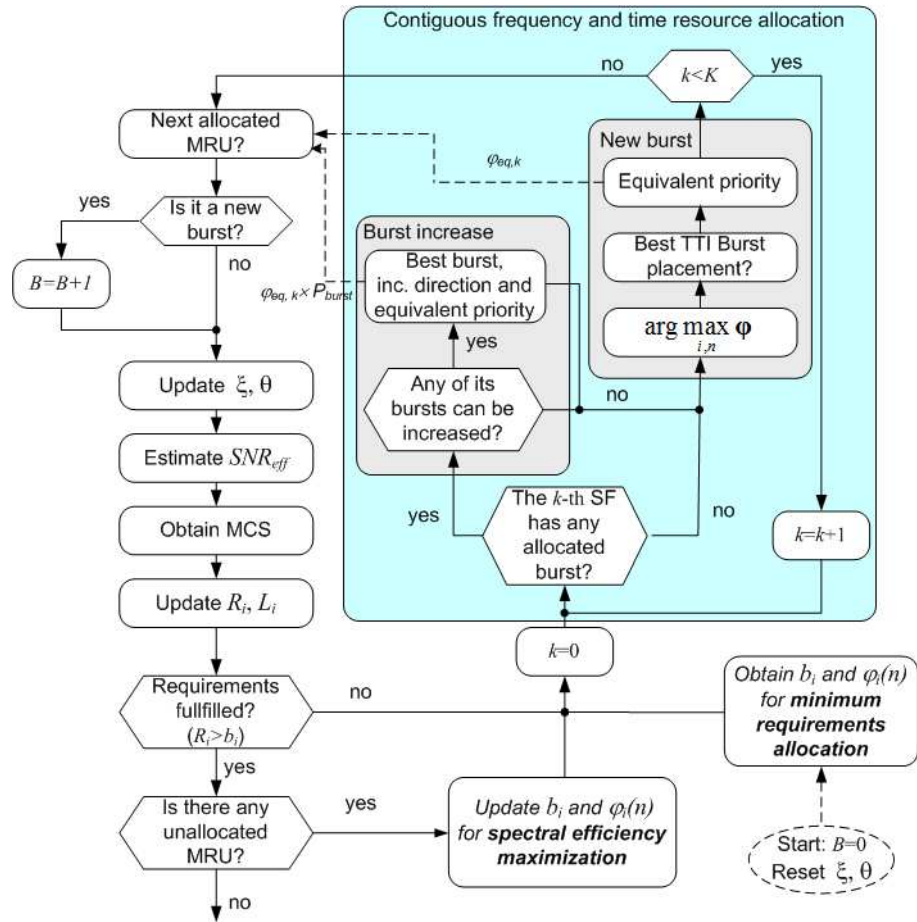 Contiguous frequency and time resource allocation
no
k<K
yes
Next allocated
MRU?
φeq,k
New burst
Equivalent priority
yes
Is it a new
burst?
Burst increase
Best TTI Burst
placement?
B=B+1
no
Best burst,
inc. direction and
equivalent priority
φeq, k × Pburst
arg max φ
i,n
yes
Update ξ, θ
Any of its
bursts can be
increased?
no
Estimate SNReff
The k-th SF
has any
allocated
burst?
yes
no
Obtain MCS
k=k+1
Update Ri, Li
k=0
Requirements
fullfilled?
(Ri>bi)
no
Obtain bi and φi(n)
for minimum
requirements
allocation
yes
Is there any
unallocated
MRU?
yes
Update bi and φi(n)
for spectral efficiency
maximization
Start: B=0
Reset ξ, θ
no